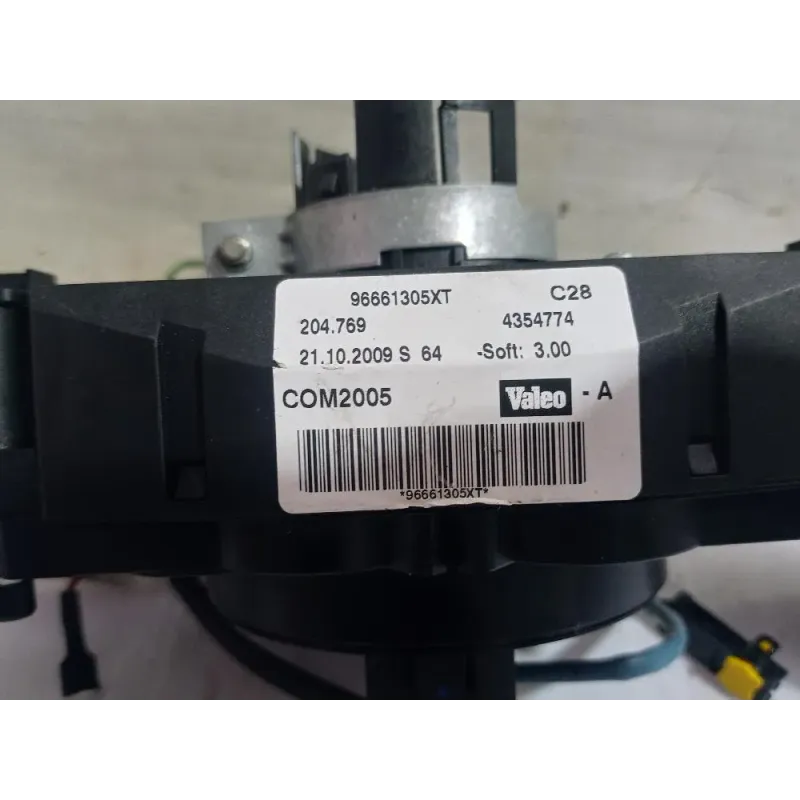 96661305XT C28
204.769 4354774
21.10.2009 S 64 -Soft: 3.00
COM2005 Valeo - A
*96661305XT*